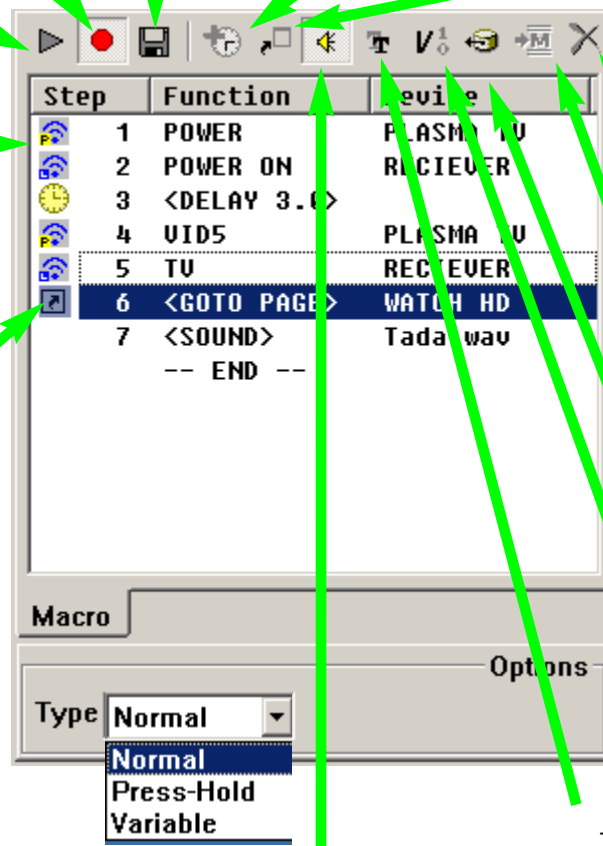 Step Function Device
1 POWER PLASMA TV
2 POWER ON RECIEVER
3 <DELAY 3.0>
4 VID5 PLASMA TV
5 TV RECIEVER
6 <GOTO PAGE> WATCH HD
7 <SOUND> Tada.wav
-- END --
Macro
Options
Type Normal
Normal
Press-Hold
Variable